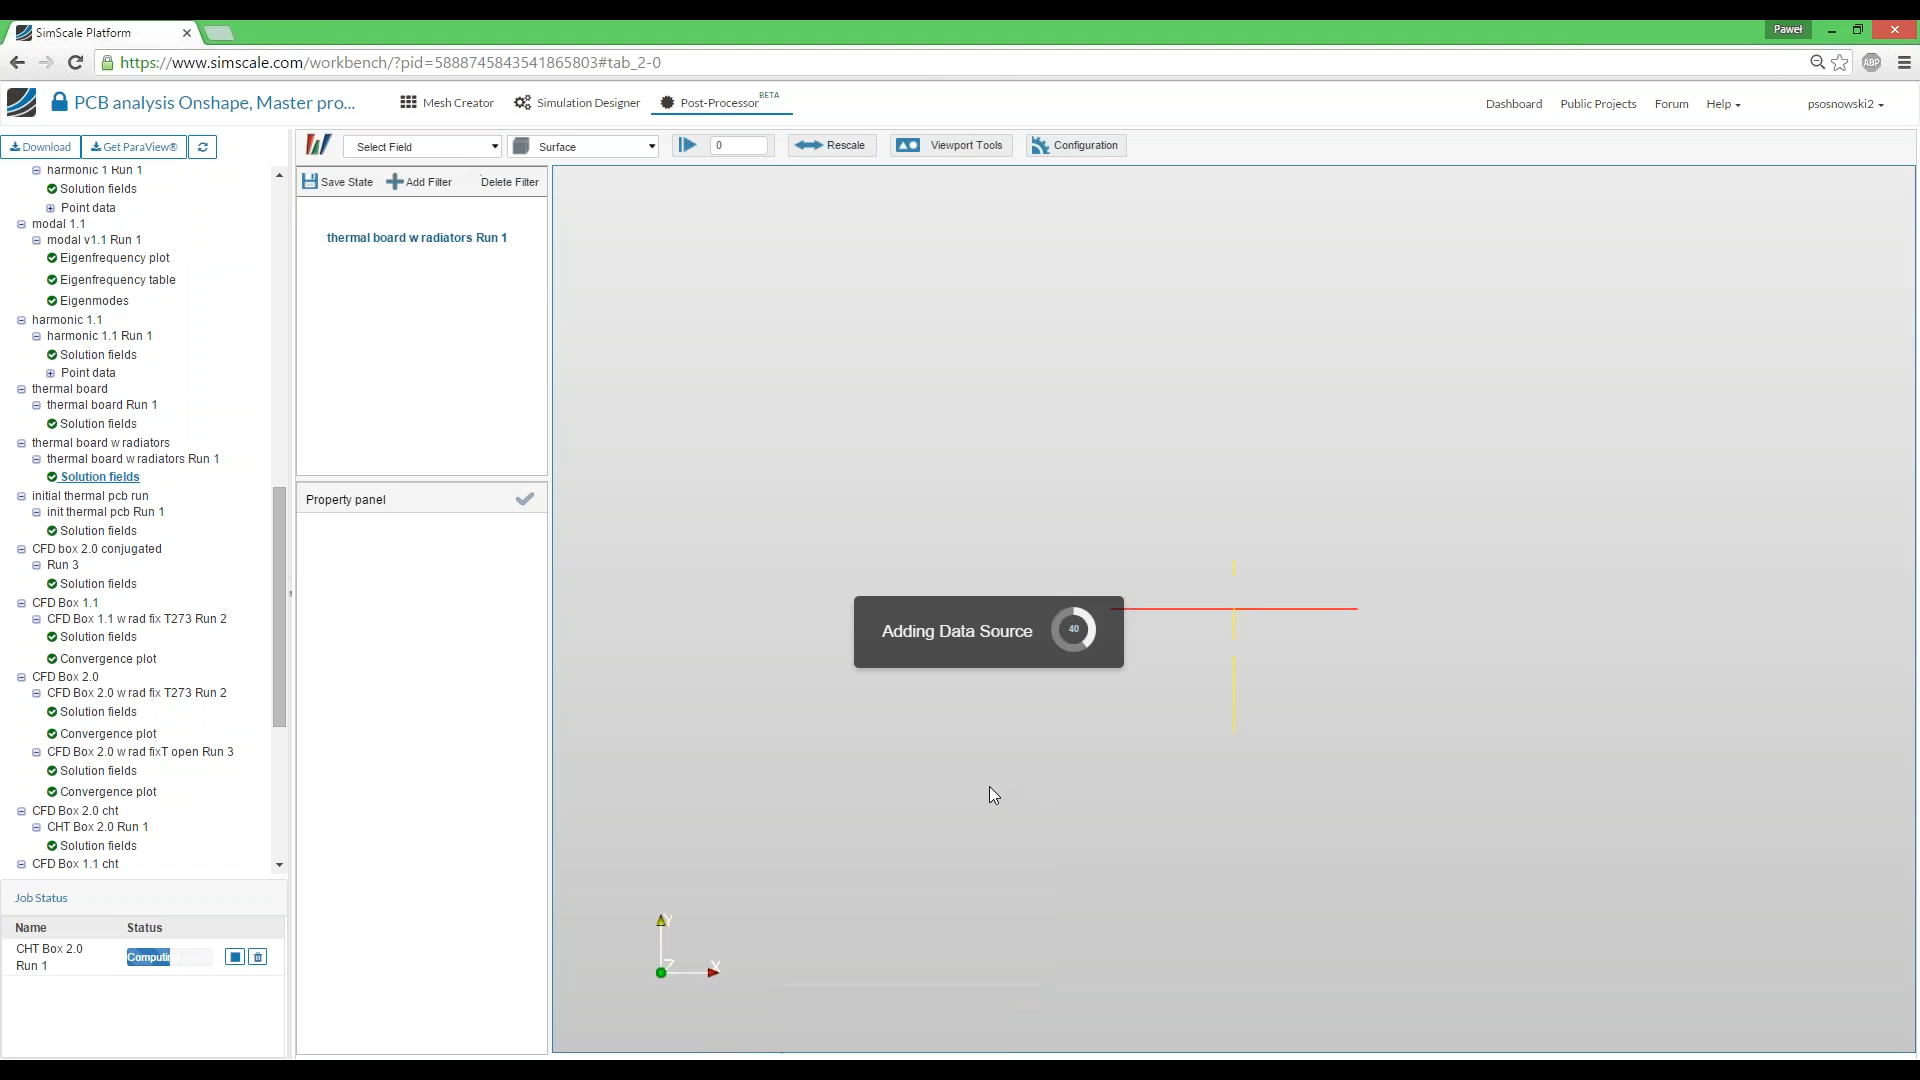 SimScale Platform
Paweł
https://www.simscale.com/workbench/?pid=5888745843541865803#tab_2-0
ABP
PCB analysis Onshape, Master pro...
Mesh Creator
Simulation Designer
Post-Processor
BETA
Dashboard
Public Projects
Forum
Help
psosnowski2
Download
Get ParaView®
Select Field
Surface
0
Rescale
Viewport Tools
Configuration
harmonic 1 Run 1
Solution fields
Point data
modal 1.1
modal v1.1 Run 1
Eigenfrequency plot
Eigenfrequency table
Eigenmodes
harmonic 1.1
harmonic 1.1 Run 1
Solution fields
Point data
thermal board
thermal board Run 1
Solution fields
thermal board w radiators
thermal board w radiators Run 1
Solution fields
initial thermal pcb run
init thermal pcb Run 1
Solution fields
CFD box 2.0 conjugated
Run 3
Solution fields
CFD Box 1.1
CFD Box 1.1 w rad fix T273 Run 2
Solution fields
Convergence plot
CFD Box 2.0
CFD Box 2.0 w rad fix T273 Run 2
Solution fields
Convergence plot
CFD Box 2.0 w rad fixT open Run 3
Solution fields
Convergence plot
CFD Box 2.0 cht
CHT Box 2.0 Run 1
Solution fields
CFD Box 1.1 cht
Job Status
Name Status
CHT Box 2.0
Run 1
Computin
Save State
Add Filter
Delete Filter
thermal board w radiators Run 1
Property panel
Adding Data Source
40
Y
Z
X